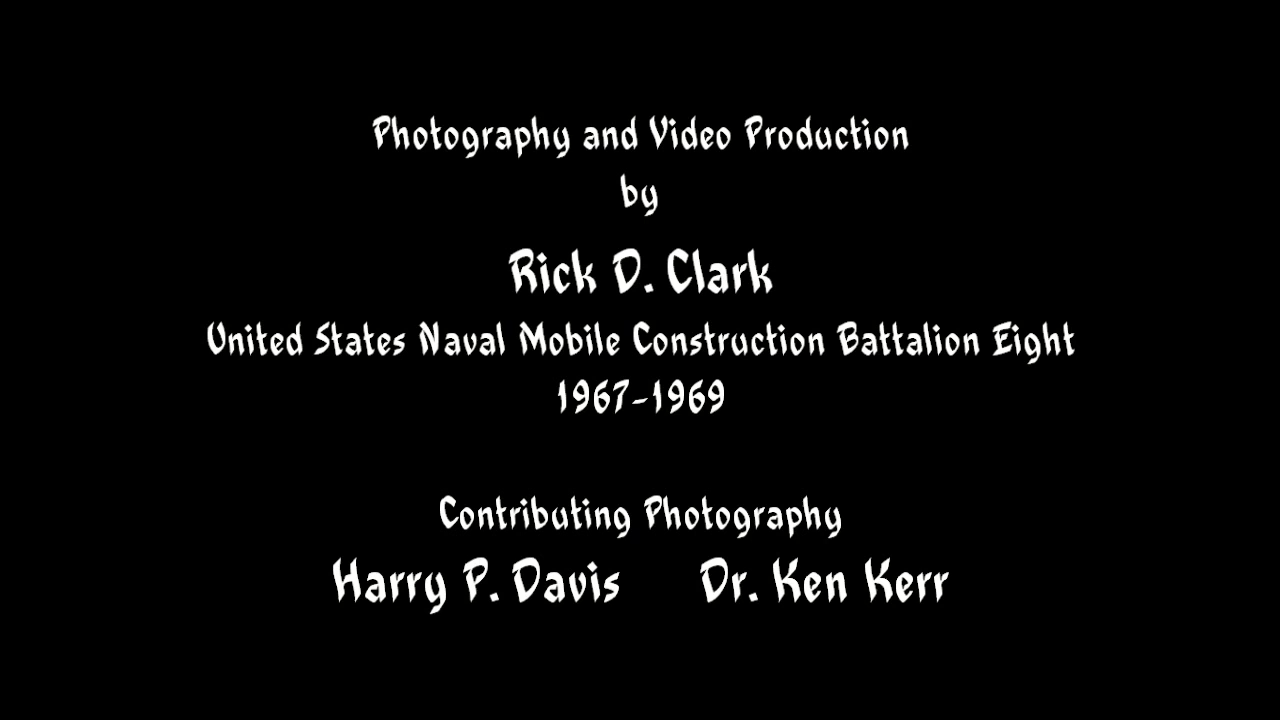 Photography and Video Production
by
Rick D. Clark
United States Naval Mobile Construction Battalion Eight
1967-1969
Contributing Photography
Harry P. Davis Dr. Ken Kerr